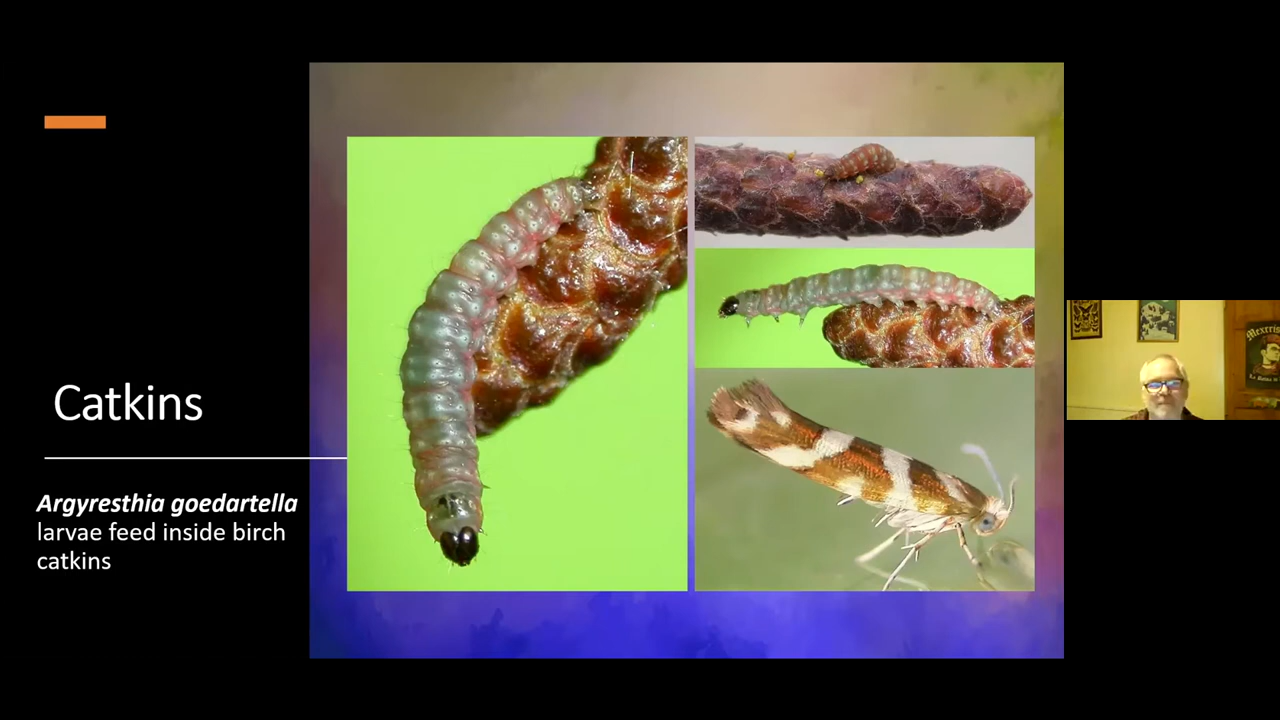 Catkins
Argyresthia goedartella
larvae feed inside birch
catkins